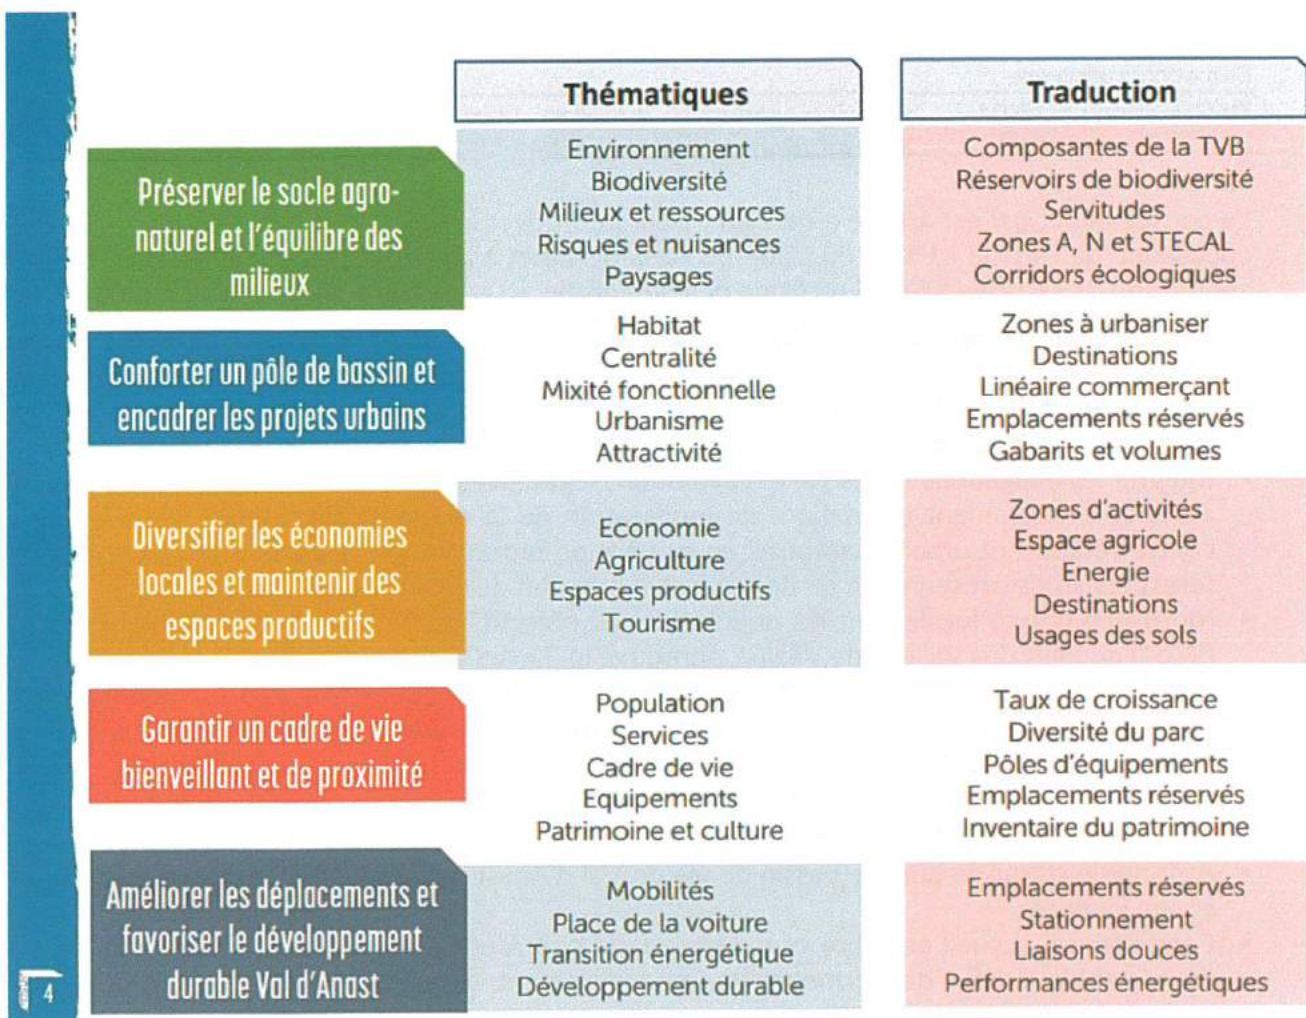 Thématiques
Traduction
Préserver le socle agro-
naturel et l'équilibre des
milieux
Environnement
Biodiversité
Milieux et ressources
Risques et nuisances
Paysages
Composantes de la TVB
Réservoirs de biodiversité
Servitudes
Zones A, N et STECAL
Corridors écologiques
Conforter un pôle de bassin et
encadrer les projets urbains
Habitat
Centralité
Mixité fonctionnelle
Urbanisme
Attractivité
Zones à urbaniser
Destinations
Linéaire commerçant
Emplacements réservés
Gabarits et volumes
Diversifier les économies
locales et maintenir des
espaces productifs
Economie
Agriculture
Espaces productifs
Tourisme
Zones d'activités
Espace agricole
Energie
Destinations
Usages des sols
Garantir un cadre de vie
bienveillant et de proximité
Population
Services
Cadre de vie
Equipements
Patrimoine et culture
Taux de croissance
Diversité du parc
Pôles d'équipements
Emplacements réservés
Inventaire du patrimoine
Améliorer les déplacements et
favoriser le développement
durable Val d'Anast
Mobilités
Place de la voiture
Transition énergétique
Développement durable
Emplacements réservés
Stationnement
Liaisons douces
Performances énergétiques
4